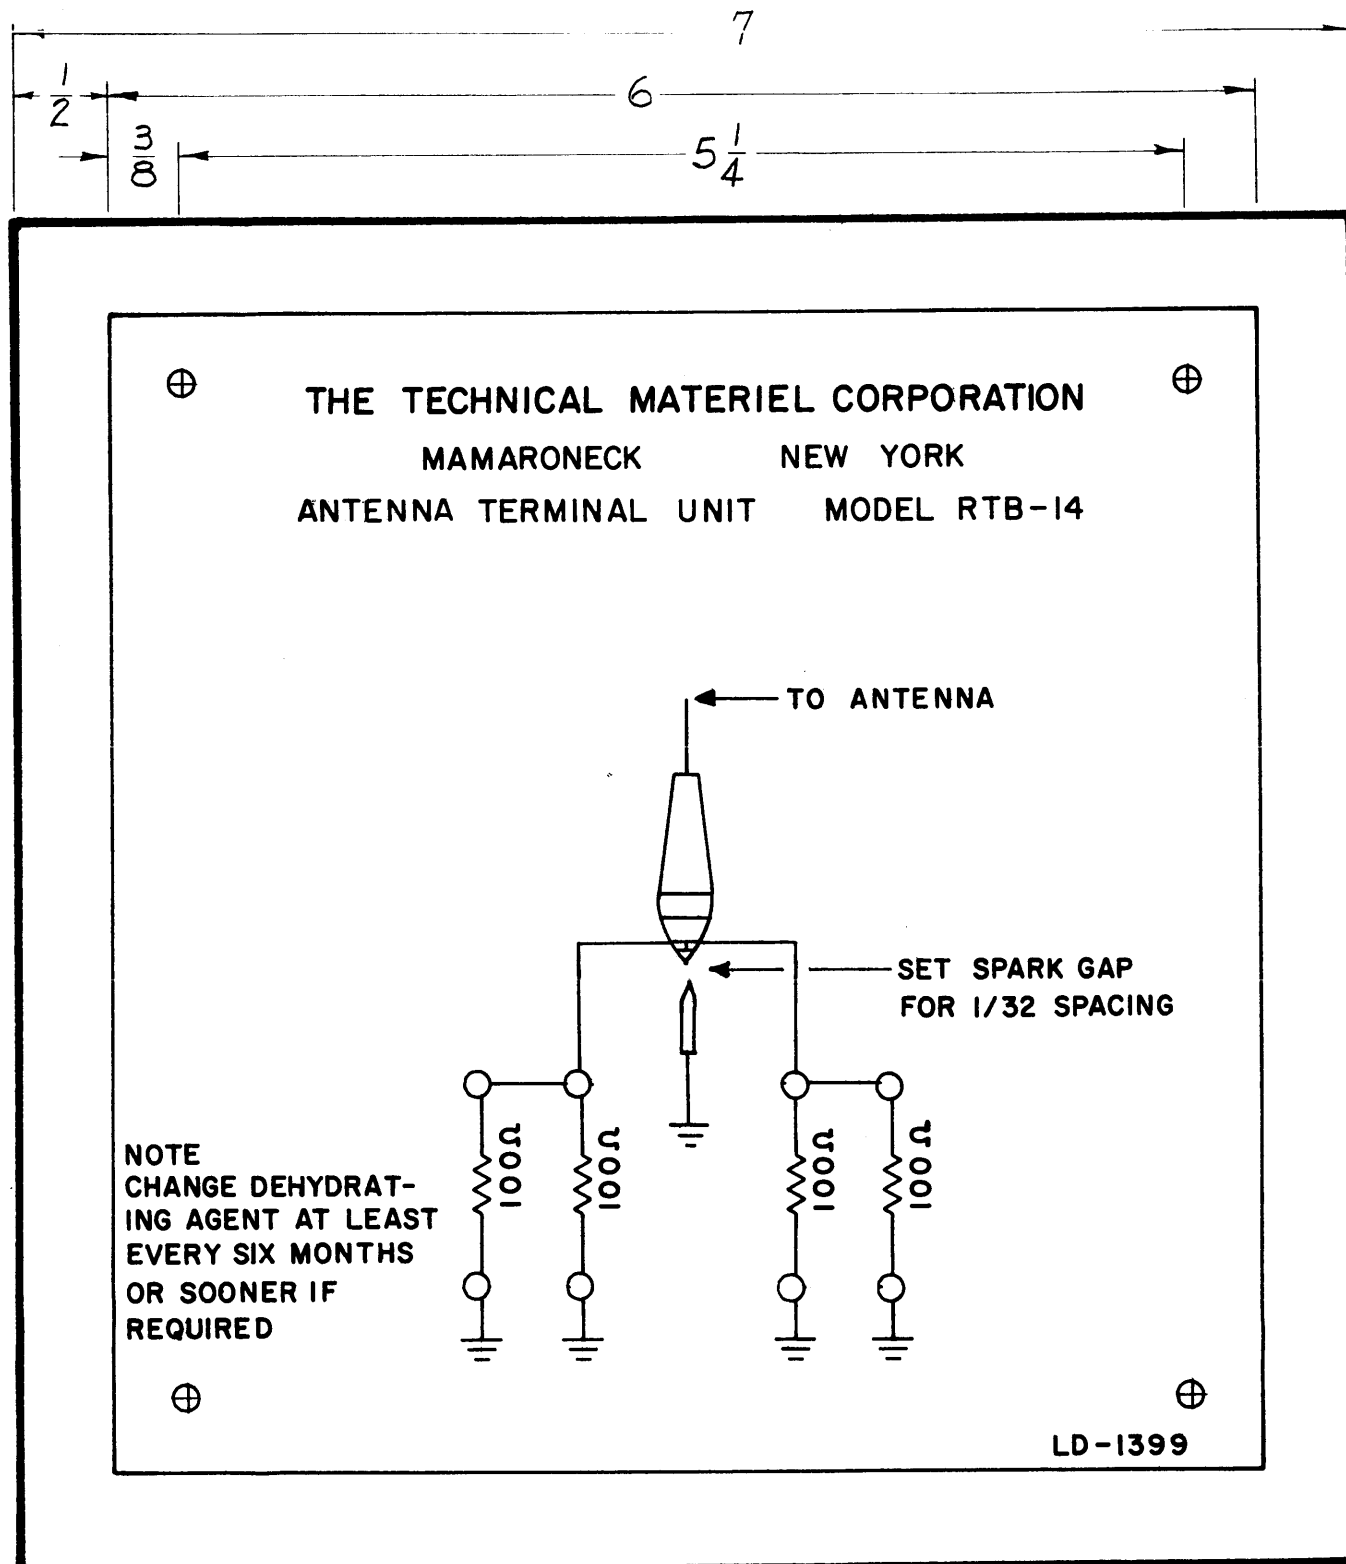 7
1/2 6
3/8 5 1/4
THE TECHNICAL MATERIEL CORPORATION
MAMARONECK NEW YORK
ANTENNA TERMINAL UNIT MODEL RTB-14
TO ANTENNA
SET SPARK GAP
FOR 1/32 SPACING
100Ω
100Ω
100Ω
100Ω
NOTE
CHANGE DEHYDRAT-
ING AGENT AT LEAST
EVERY SIX MONTHS
OR SOONER IF
REQUIRED
LD-1399